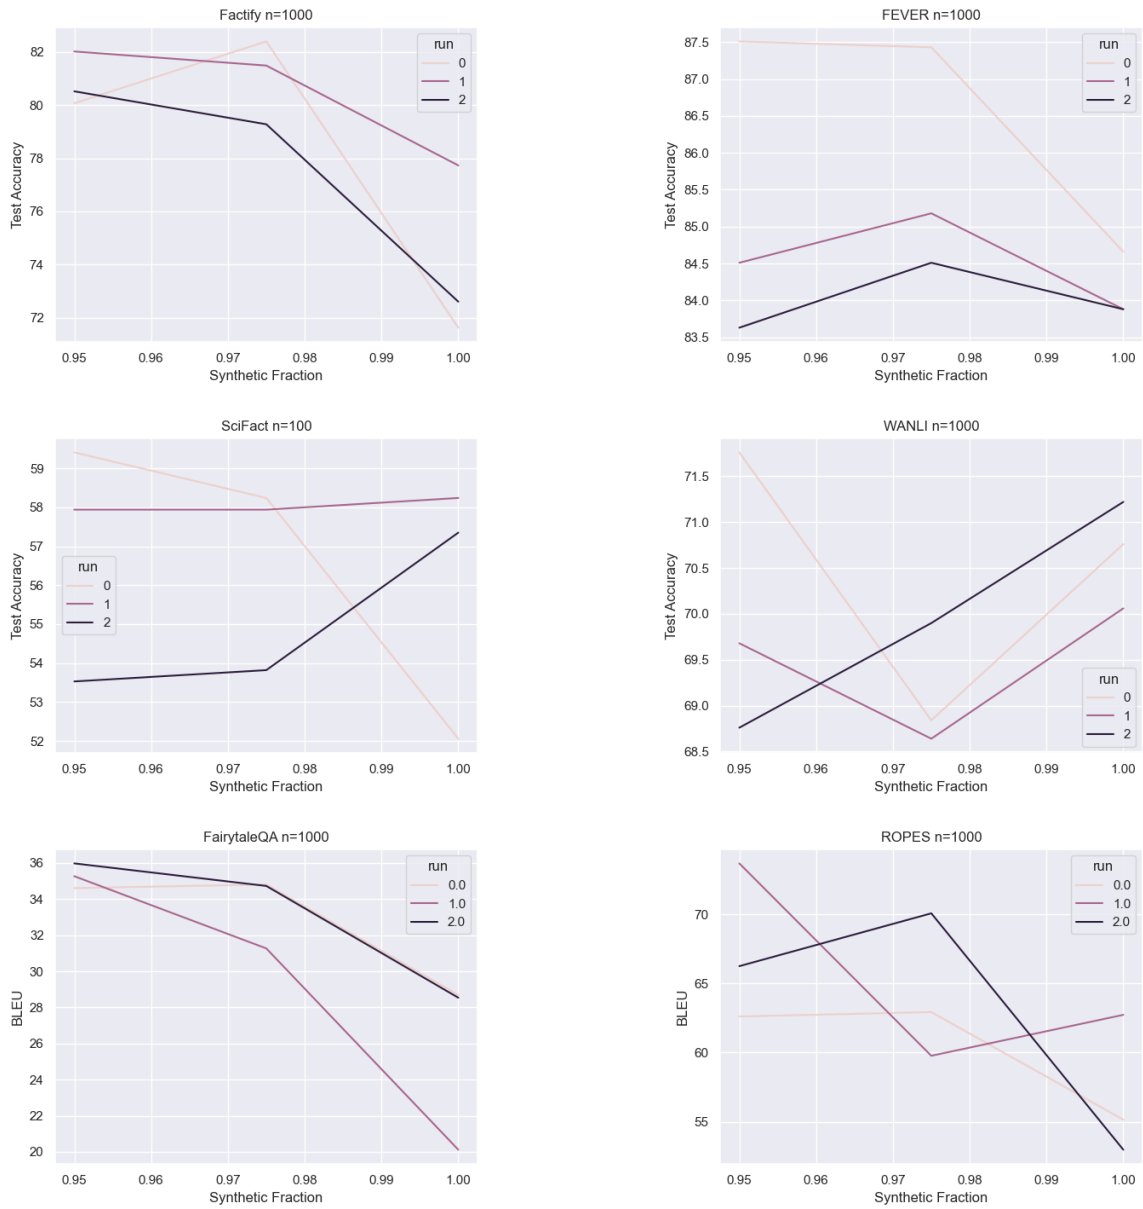 Factify n=1000
82
80
78
76
74
72
Test Accuracy
run
0
1
2
0.95 0.96 0.97 0.98 0.99 1.00
Synthetic Fraction
FEVER n=1000
87.5
87.0
86.5
86.0
85.5
85.0
84.5
84.0
83.5
Test Accuracy
run
0
1
2
0.95 0.96 0.97 0.98 0.99 1.00
Synthetic Fraction
SciFact n=100
59
58
57
56
55
54
53
52
Test Accuracy
run
0
1
2
0.95 0.96 0.97 0.98 0.99 1.00
Synthetic Fraction
WANLI n=1000
71.5
71.0
70.5
70.0
69.5
69.0
68.5
Test Accuracy
run
0
1
2
0.95 0.96 0.97 0.98 0.99 1.00
Synthetic Fraction
FairytaleQA n=1000
36
34
32
30
28
26
24
22
20
BLEU
run
0.0
1.0
2.0
0.95 0.96 0.97 0.98 0.99 1.00
Synthetic Fraction
ROPES n=1000
70
65
60
55
BLEU
run
0.0
1.0
2.0
0.95 0.96 0.97 0.98 0.99 1.00
Synthetic Fraction